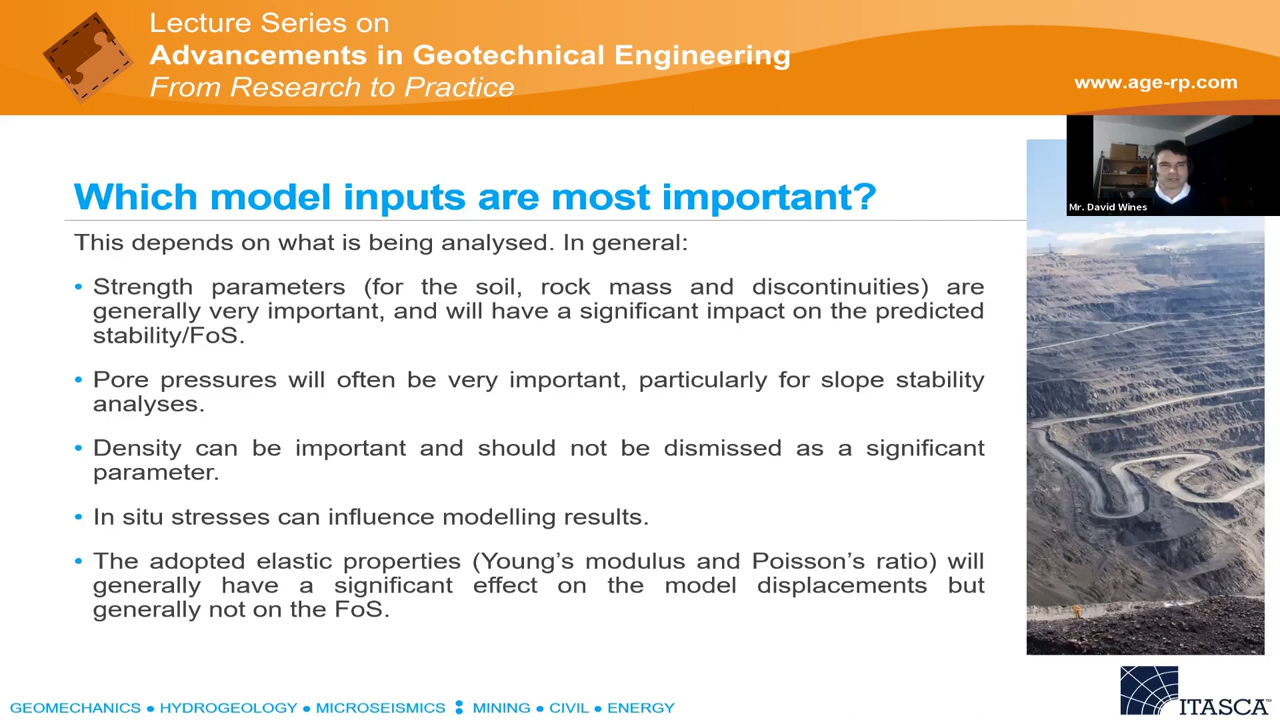 Lecture Series on
Advancements in Geotechnical Engineering
From Research to Practice
www.age-rp.com
Mr. David Wines
Which model inputs are most important?
This depends on what is being analysed. In general:
• Strength parameters (for the soil, rock mass and discontinuities) are
generally very important, and will have a significant impact on the predicted
stability/FoS.
• Pore pressures will often be very important, particularly for slope stability
analyses.
• Density can be important and should not be dismissed as a significant
parameter.
• In situ stresses can influence modelling results.
• The adopted elastic properties (Young's modulus and Poisson's ratio) will
generally have a significant effect on the model displacements but
generally not on the FoS.
GEOMECHANICS ● HYDROGEOLOGY ● MICROSEISMICS : MINING ● CIVIL ● ENERGY
ITASCA™